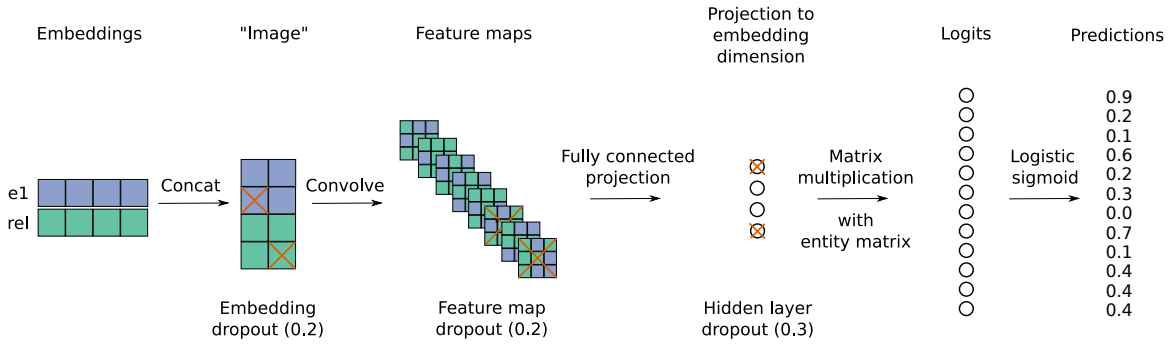 Embeddings
"Image"
Feature maps
Projection to
embedding
dimension
Logits
Predictions
e1
rel
Concat
Convolve
Fully connected
projection
Matrix
multiplication
with
entity matrix
Logistic
sigmoid
0.9
0.2
0.1
0.6
0.2
0.3
0.0
0.7
0.1
0.4
0.4
0.4
Embedding
dropout (0.2)
Feature map
dropout (0.2)
Hidden layer
dropout (0.3)